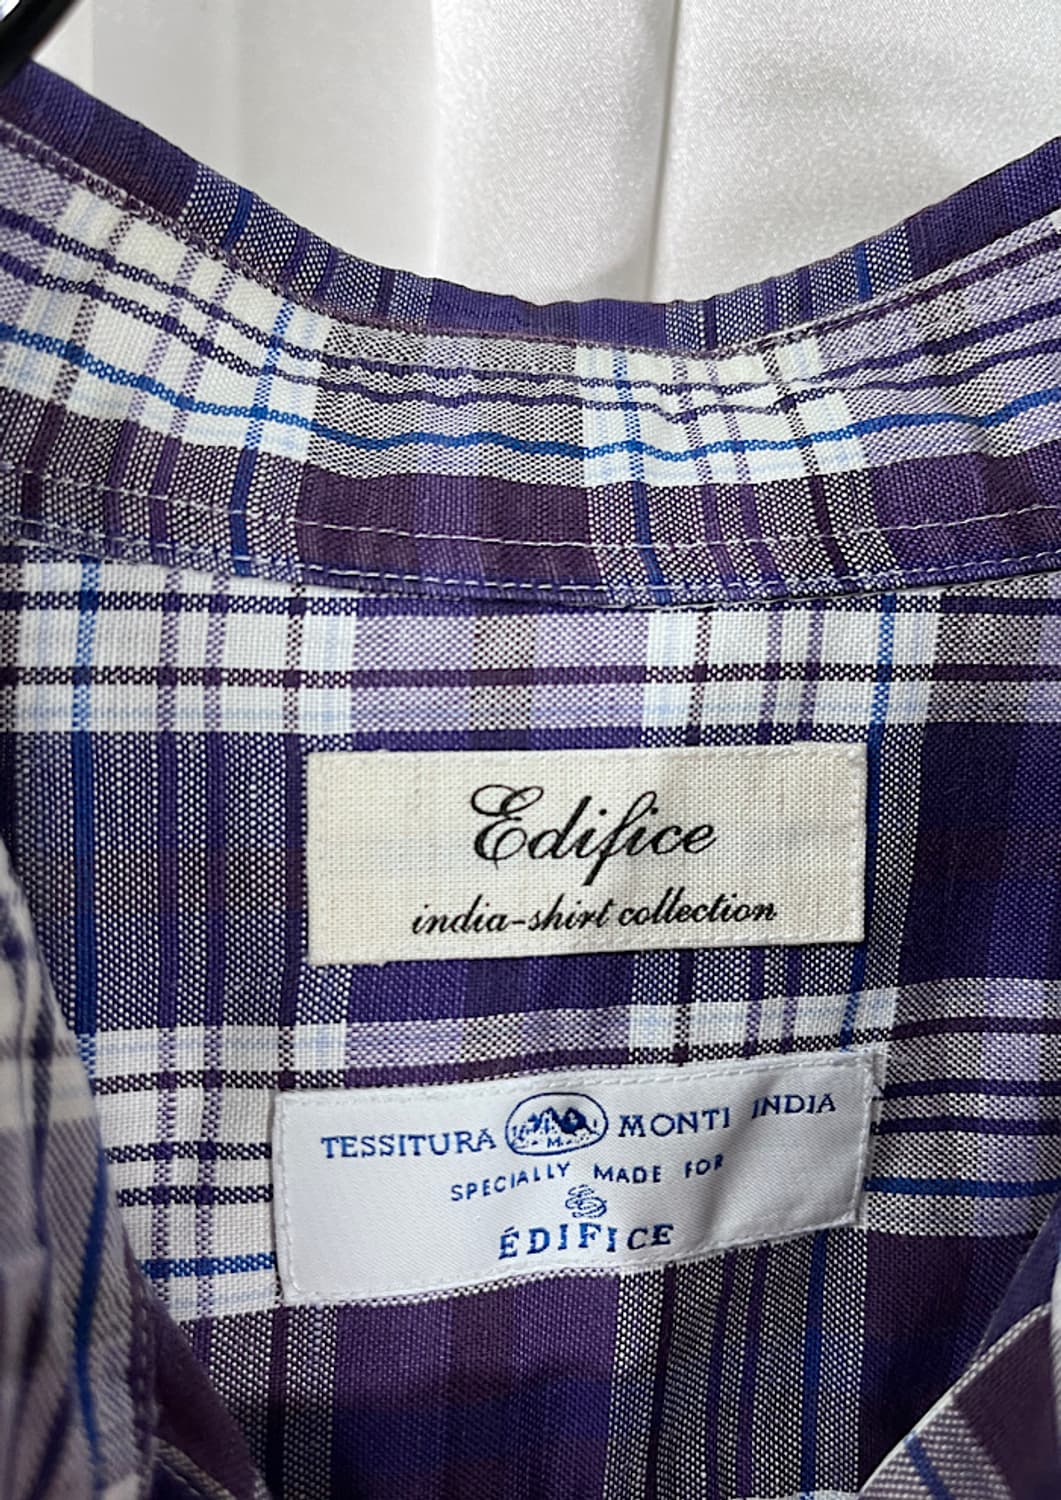 Edifice
india-shirt collection
TESSITURA MONTI INDIA
SPECIALLY MADE FOR
ÉDIFICE